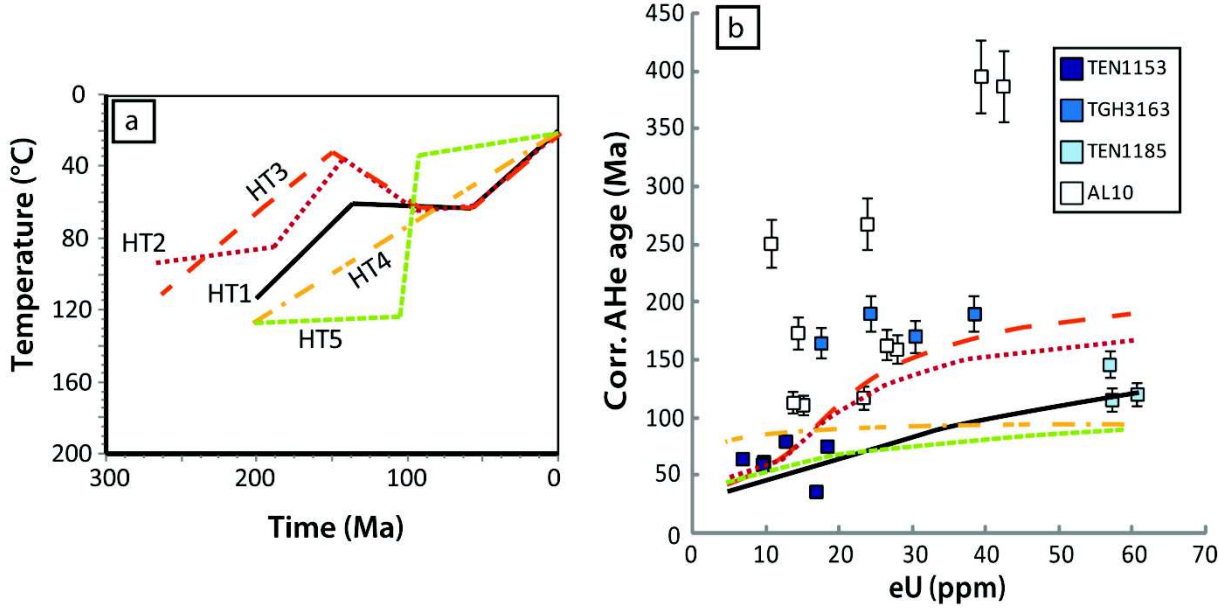 a
Temperature (°C)
0
40
80
120
160
200
HT3
HT2
HT1
HT4
HT5
300
200
100
0
Time (Ma)
b
Corr. AHe age (Ma)
450
400
350
300
250
200
150
100
50
0
TEN1153
TGH3163
TEN1185
AL10
0
10
20
30
40
50
60
70
eU (ppm)